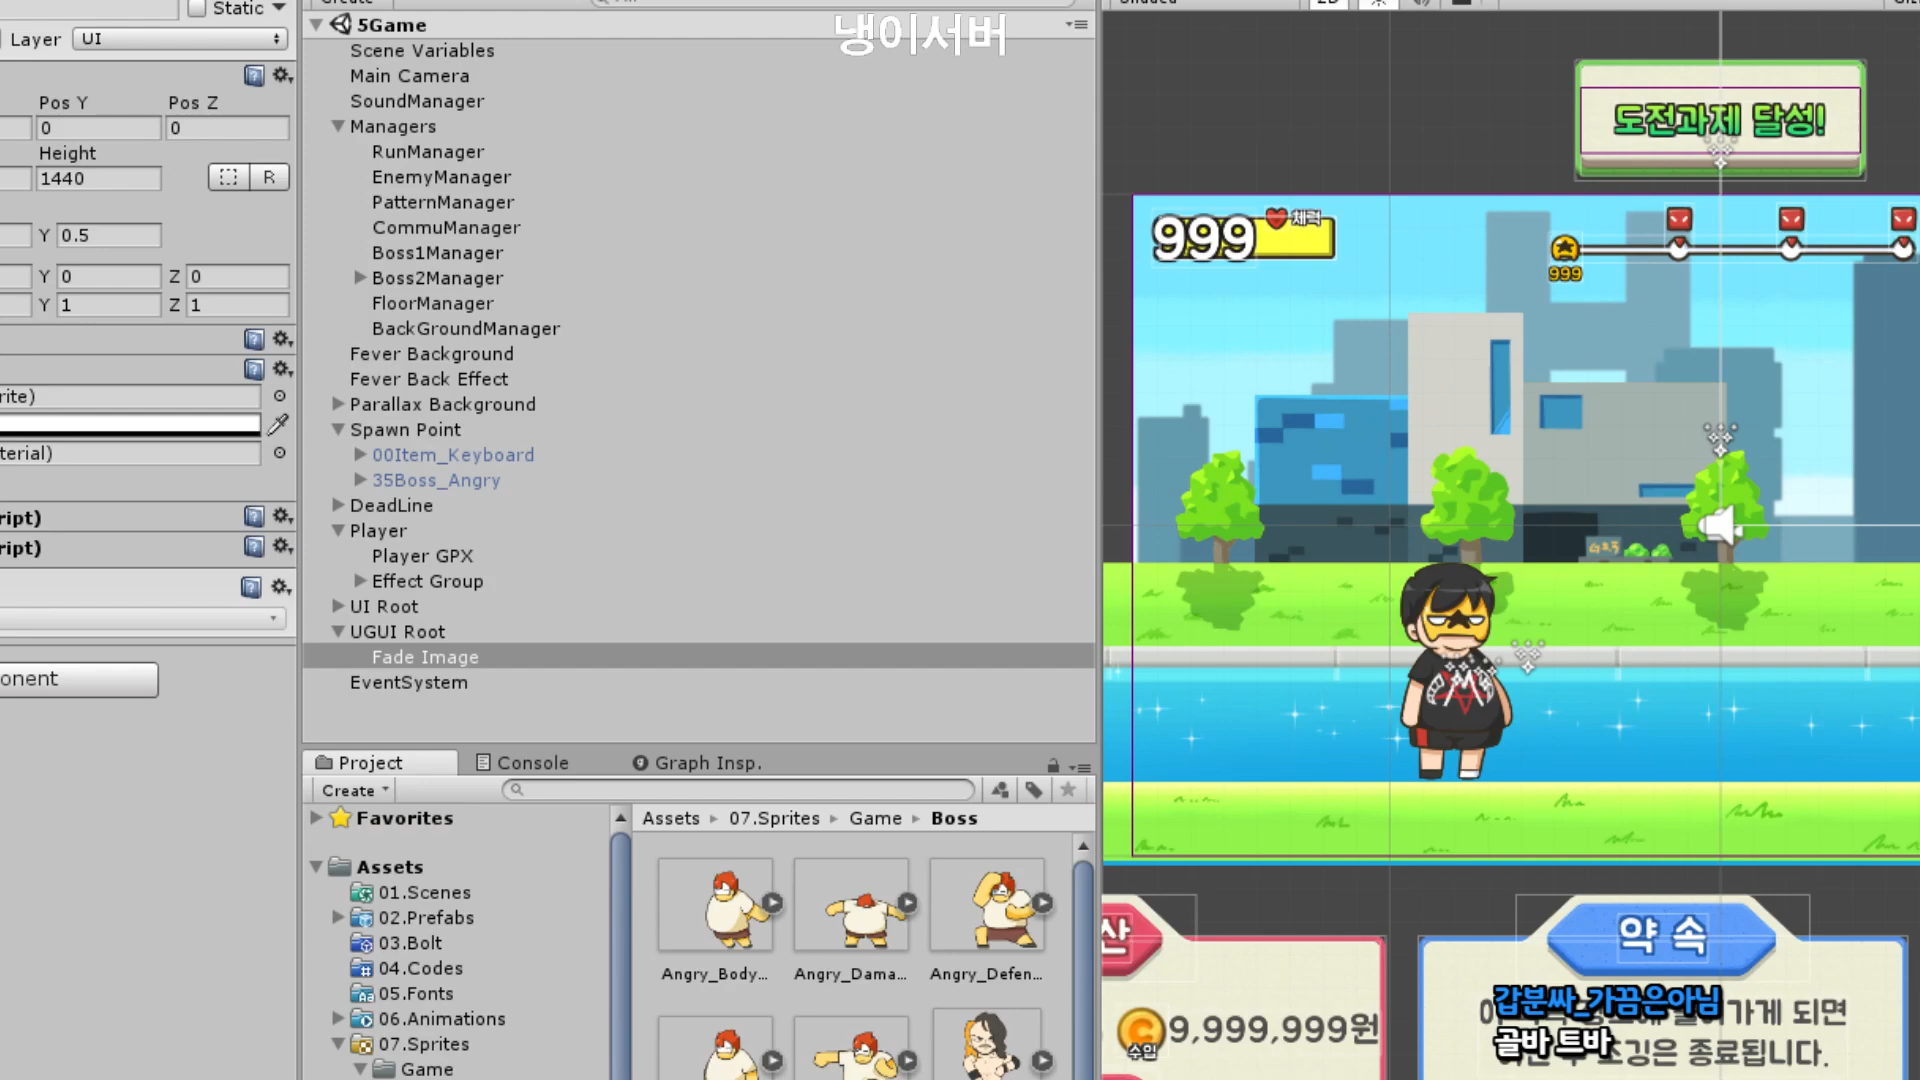 Static
Layer UI
Pos Y Pos Z
0 0
Height
1440 R
Y 0.5
Y 0 Z 0
Y 1 Z 1
rite)
terial)
ript)
ript)
onent
Create
5Game
냉이서버
Scene Variables
Main Camera
SoundManager
Managers
RunManager
EnemyManager
PatternManager
CommuManager
Boss1Manager
Boss2Manager
FloorManager
BackGroundManager
Fever Background
Fever Back Effect
Parallax Background
Spawn Point
00Item_Keyboard
35Boss_Angry
DeadLine
Player
Player GPX
Effect Group
UI Root
UGUI Root
Fade Image
EventSystem
Project Console Graph Insp.
Create
Favorites
Assets
01.Scenes
02.Prefabs
03.Bolt
04.Codes
05.Fonts
06.Animations
07.Sprites
Game
Assets 07.Sprites Game Boss
Angry_Body... Angry_Dama... Angry_Defen...
Shaded 2D
도전과제 달성!
999 체력
999
산
수입 9,999,999원
약 속
가게 되면
조깅은 종료됩니다.
갑분싸_가끔은아님
골바 트바